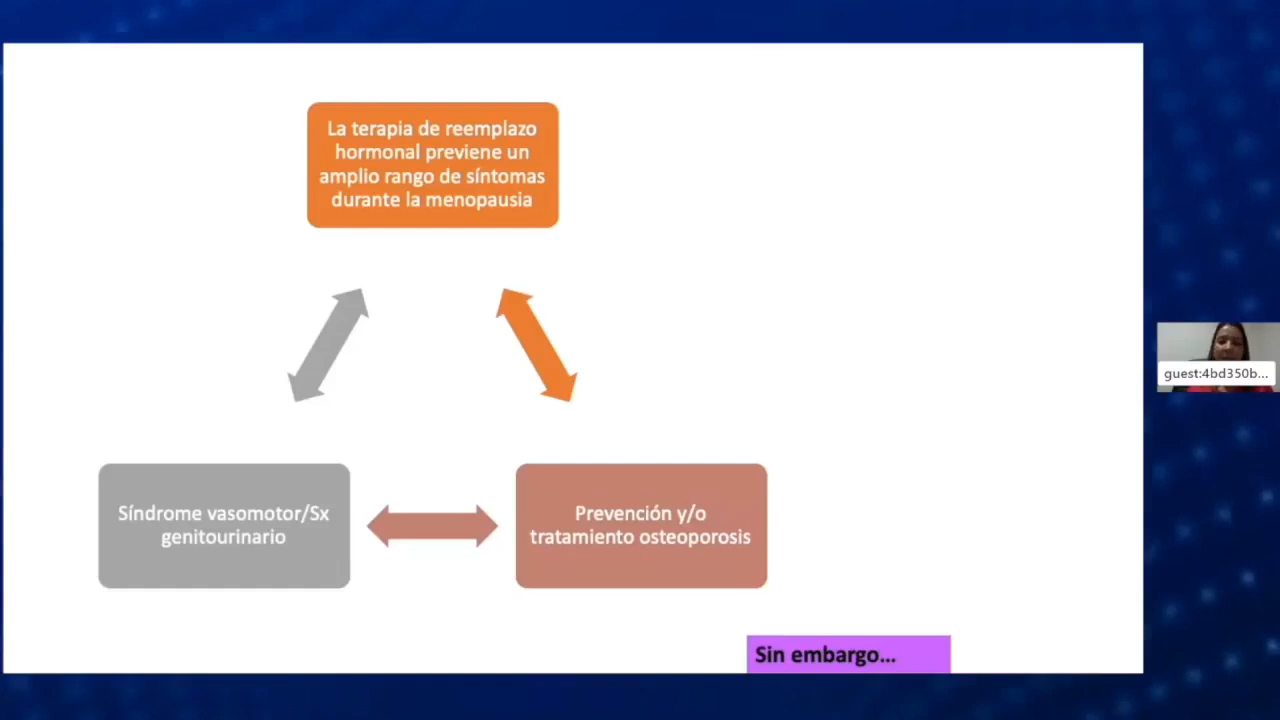 La terapia de reemplazo
hormonal previene un
amplio rango de síntomas
durante la menopausia
Síndrome vasomotor/Sx
genitourinario
Prevención y/o
tratamiento osteoporosis
Sin embargo...
guest:4bd350b...